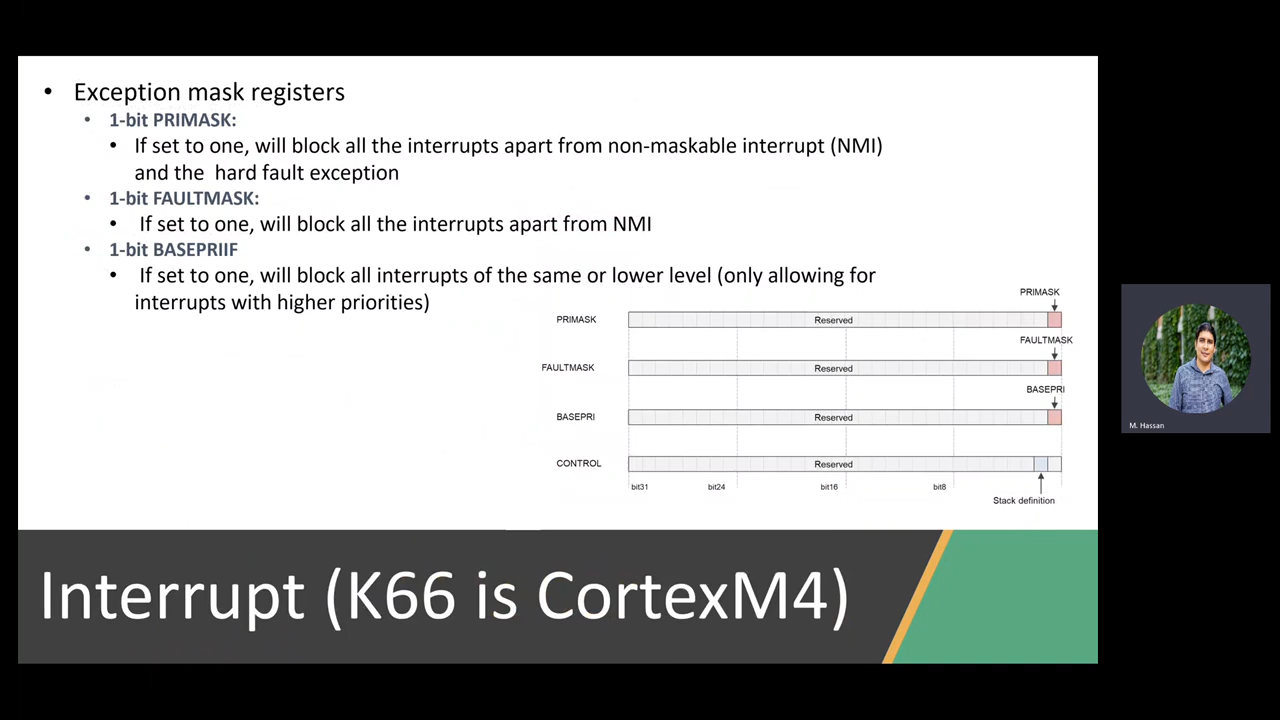 • Exception mask registers
• 1-bit PRIMASK:
• If set to one, will block all the interrupts apart from non-maskable interrupt (NMI)
and the hard fault exception
• 1-bit FAULTMASK:
• If set to one, will block all the interrupts apart from NMI
• 1-bit BASEPRIIF
• If set to one, will block all interrupts of the same or lower level (only allowing for
interrupts with higher priorities)
PRIMASK
PRIMASK Reserved
FAULTMASK
FAULTMASK Reserved
BASEPRI
BASEPRI Reserved
CONTROL Reserved
bit31 bit24 bit16 bit8
Stack definition
Interrupt (K66 is CortexM4)
M. Hassan